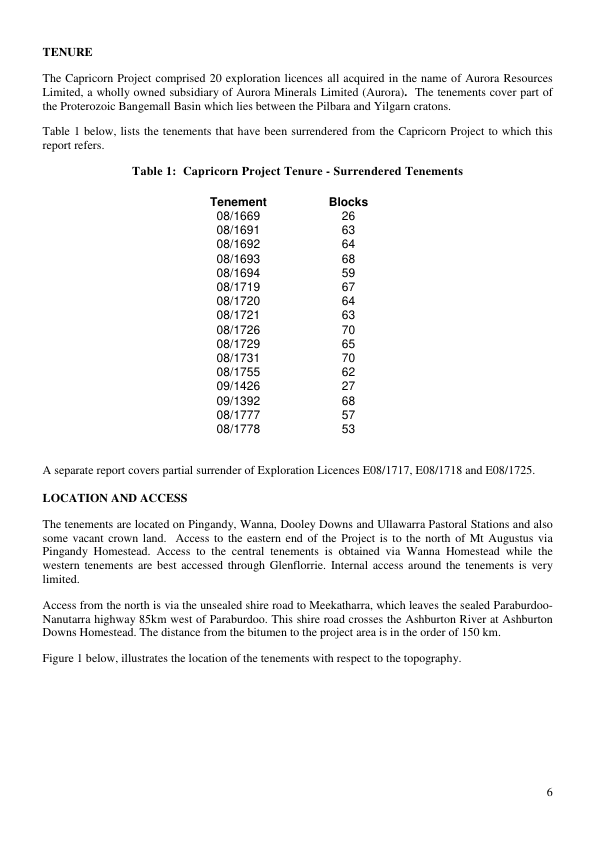 TENURE
The Capricorn Project comprised 20 exploration licences all acquired in the name of Aurora Resources
Limited, a wholly owned subsidiary of Aurora Minerals Limited (Aurora). The tenements cover part of
the Proterozoic Bangemall Basin which lies between the Pilbara and Yilgarn cratons.
Table 1 below, lists the tenements that have been surrendered from the Capricorn Project to which this
report refers.
Table 1: Capricorn Project Tenure - Surrendered Tenements
Tenement Blocks
08/1669 26
08/1691 63
08/1692 64
08/1693 68
08/1694 59
08/1719 67
08/1720 64
08/1721 63
08/1726 70
08/1729 65
08/1731 70
08/1755 62
09/1426 27
09/1392 68
08/1777 57
08/1778 53
A separate report covers partial surrender of Exploration Licences E08/1717, E08/1718 and E08/1725.
LOCATION AND ACCESS
The tenements are located on Pingandy, Wanna, Dooley Downs and Ullawarra Pastoral Stations and also
some vacant crown land. Access to the eastern end of the Project is to the north of Mt Augustus via
Pingandy Homestead. Access to the central tenements is obtained via Wanna Homestead while the
western tenements are best accessed through Glenflorrie. Internal access around the tenements is very
limited.
Access from the north is via the unsealed shire road to Meekatharra, which leaves the sealed Paraburdoo-
Nanutarra highway 85km west of Paraburdoo. This shire road crosses the Ashburton River at Ashburton
Downs Homestead. The distance from the bitumen to the project area is in the order of 150 km.
Figure 1 below, illustrates the location of the tenements with respect to the topography.
6